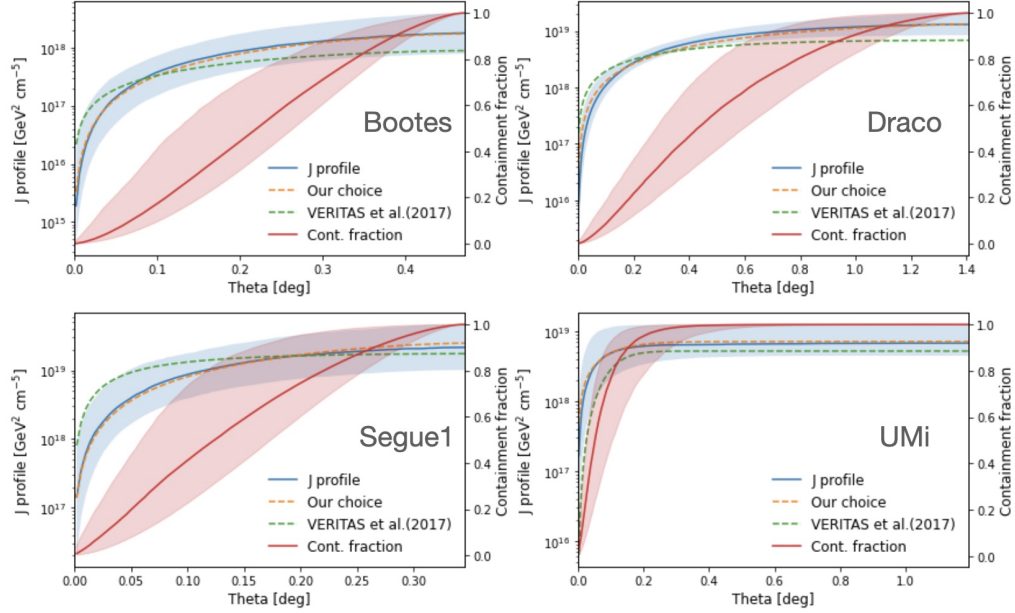 10¹⁸
10¹⁷
10¹⁶
10¹⁵
J profile [GeV² cm⁻⁵]
1.0
0.8
0.6
0.4
0.2
0.0
Containment fraction
Bootes
J profile
Our choice
VERITAS et al.(2017)
Cont. fraction
0.0 0.1 0.2 0.3 0.4
Theta [deg]
10¹⁹
10¹⁸
10¹⁷
10¹⁶
J profile [GeV² cm⁻⁵]
1.0
0.8
0.6
0.4
0.2
0.0
Containment fraction
Draco
J profile
Our choice
VERITAS et al.(2017)
Cont. fraction
0.0 0.2 0.4 0.6 0.8 1.0 1.2 1.4
Theta [deg]
10¹⁹
10¹⁸
10¹⁷
J profile [GeV² cm⁻⁵]
1.0
0.8
0.6
0.4
0.2
0.0
Containment fraction
Segue1
J profile
Our choice
VERITAS et al.(2017)
Cont. fraction
0.00 0.05 0.10 0.15 0.20 0.25 0.30
Theta [deg]
10¹⁹
10¹⁸
10¹⁷
10¹⁶
J profile [GeV² cm⁻⁵]
1.0
0.8
0.6
0.4
0.2
0.0
Containment fraction
UMi
J profile
Our choice
VERITAS et al.(2017)
Cont. fraction
0.0 0.2 0.4 0.6 0.8 1.0
Theta [deg]